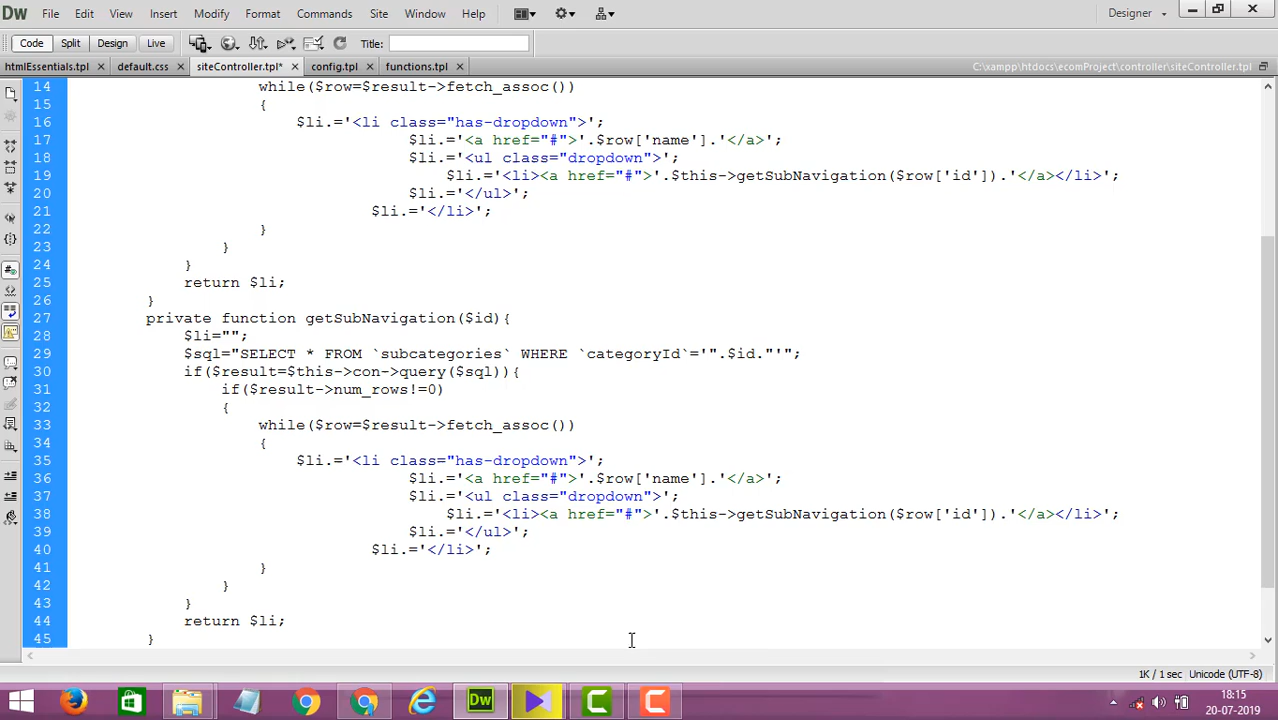 Dw File Edit View Insert Modify Format Commands Site Window Help Designer
Code Split Design Live Title:
htmlEssentials.tpl default.css siteController.tpl* config.tpl functions.tpl C:\xampp\htdocs\ecomProject\controller\siteController.tpl
14 while($row=$result->fetch_assoc())
15 {
16 $li.='<li class="has-dropdown">';
17 $li.='<a href="#">'.$row['name'].'</a>';
18 $li.='<ul class="dropdown">';
19 $li.='<li><a href="#">'.$this->getSubNavigation($row['id']).'</a></li>';
20 $li.='</ul>';
21 $li.='</li>';
22 }
23 }
24 }
25 return $li;
26 }
27 private function getSubNavigation($id){
28 $li="";
29 $sql="SELECT * FROM `subcategories` WHERE `categoryId`='".$id."'";
30 if($result=$this->con->query($sql)){
31 if($result->num_rows!=0)
32 {
33 while($row=$result->fetch_assoc())
34 {
35 $li.='<li class="has-dropdown">';
36 $li.='<a href="#">'.$row['name'].'</a>';
37 $li.='<ul class="dropdown">';
38 $li.='<li><a href="#">'.$this->getSubNavigation($row['id']).'</a></li>';
39 $li.='</ul>';
40 $li.='</li>';
41 }
42 }
43 }
44 return $li;
45 }
1K / 1 sec Unicode (UTF-8)
Dw
18:15
20-07-2019